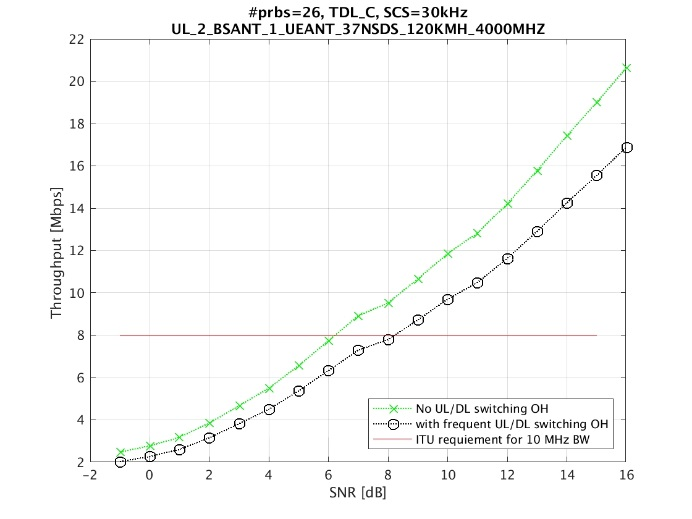 #prbs=26, TDL_C, SCS=30kHz
UL_2_BSANT_1_UEANT_37NSDS_120KMH_4000MHZ
22
20
18
16
14
12
10
8
6
4
2
Throughput [Mbps]
No UL/DL switching OH
with frequent UL/DL switching OH
ITU requiement for 10 MHz BW
-2 0 2 4 6 8 10 12 14 16
SNR [dB]